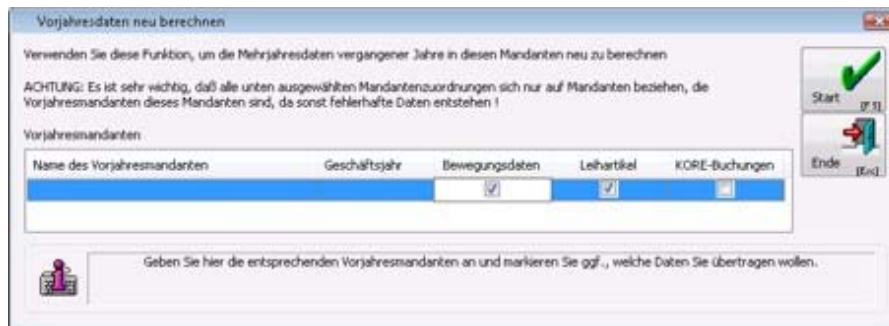 Vorjahresdaten neu berechnen
Verwenden Sie diese Funktion, um die Mehrjahresdaten vergangener Jahre in diesen Mandanten neu zu berechnen
ACHTUNG: Es ist sehr wichtig, daß alle unten ausgewählten Mandantenzuordnungen sich nur auf Mandanten beziehen, die
Vorjahresmandanten dieses Mandanten sind, da sonst fehlerhafte Daten entstehen !
Start
[F5]
Vorjahresmandanten
Ende
[Esc]
Name des Vorjahresmandanten Geschäftsjahr Bewegungsdaten Leihartikel KORE-Buchungen
Geben Sie hier die entsprechenden Vorjahresmandanten an und markieren Sie ggf., welche Daten Sie übertragen wollen.